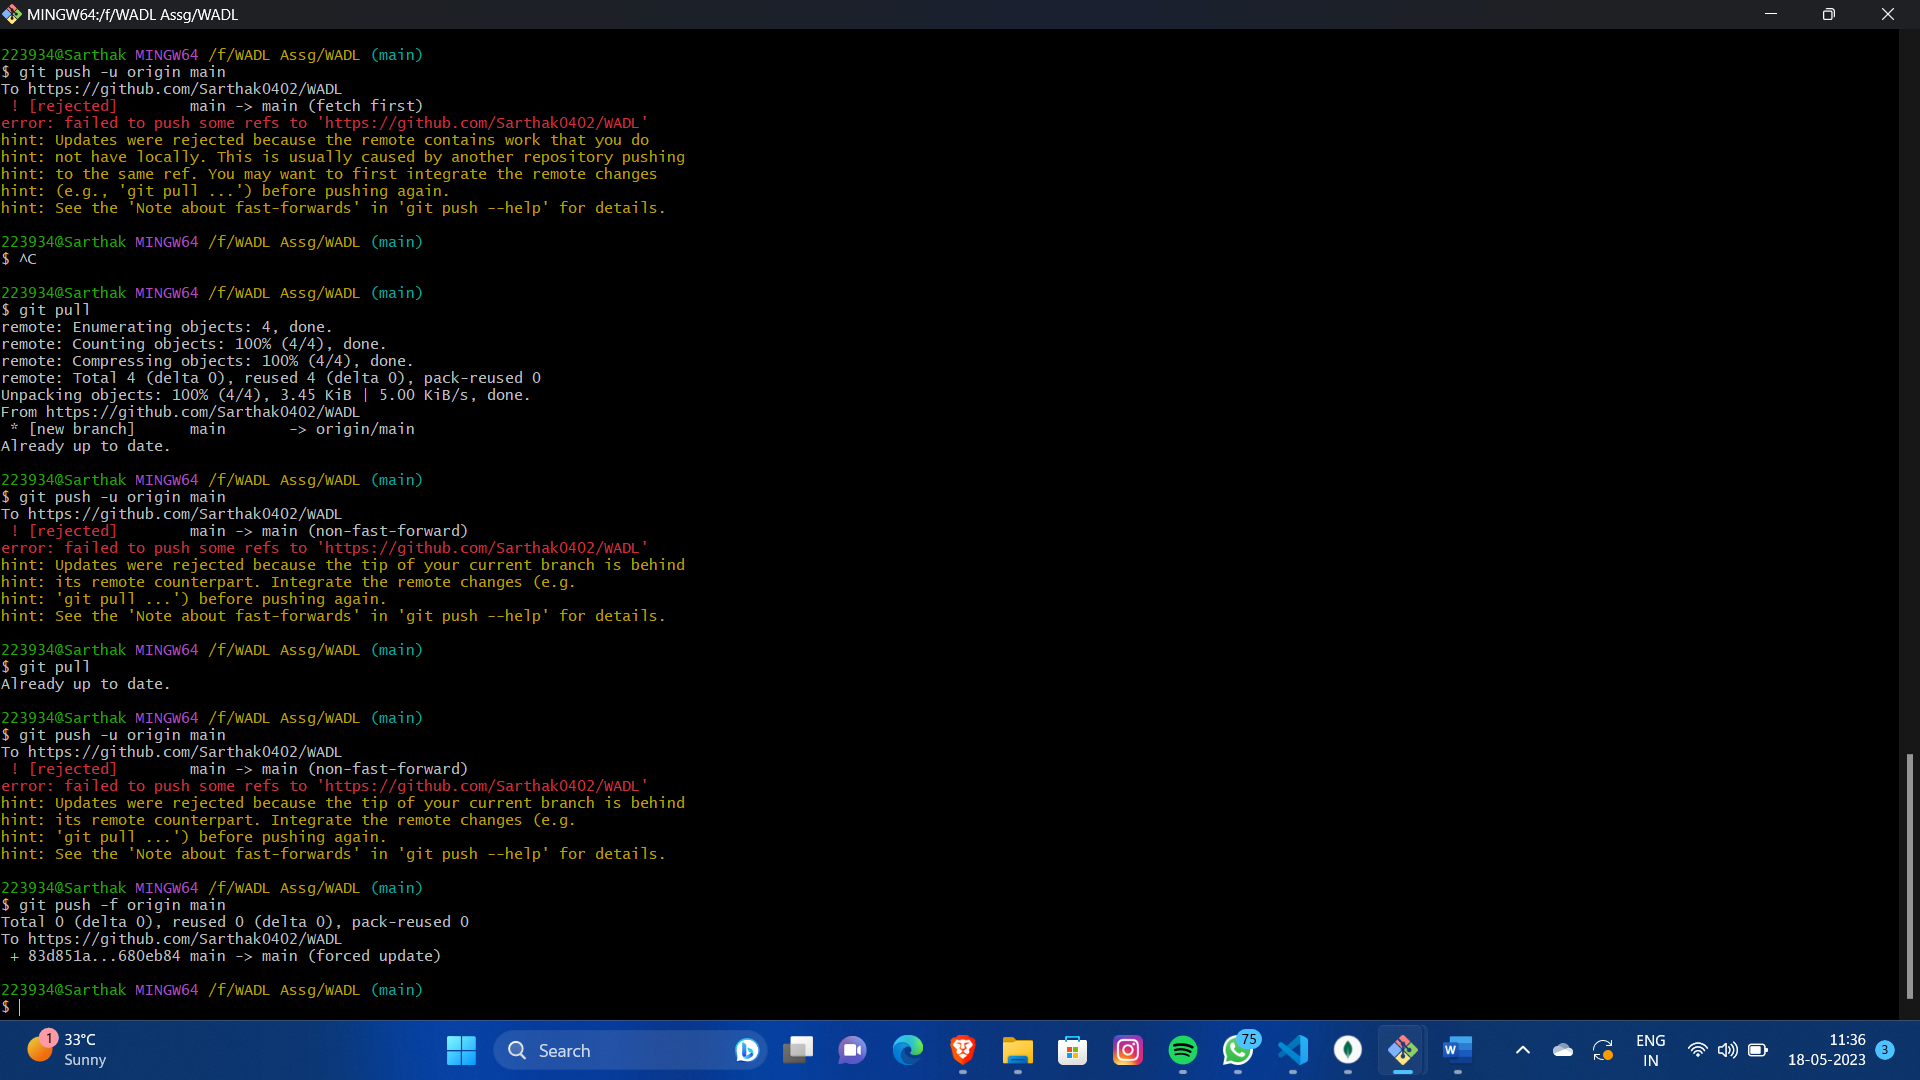 MINGW64:/f/WADL Assg/WADL
223934@Sarthak MINGW64 /f/WADL Assg/WADL (main)
$ git push -u origin main
To https://github.com/Sarthak0402/WADL
 ! [rejected]        main -> main (fetch first)
error: failed to push some refs to 'https://github.com/Sarthak0402/WADL'
hint: Updates were rejected because the remote contains work that you do
hint: not have locally. This is usually caused by another repository pushing
hint: to the same ref. You may want to first integrate the remote changes
hint: (e.g., 'git pull ...') before pushing again.
hint: See the 'Note about fast-forwards' in 'git push --help' for details.
223934@Sarthak MINGW64 /f/WADL Assg/WADL (main)
$ ^C
223934@Sarthak MINGW64 /f/WADL Assg/WADL (main)
$ git pull
remote: Enumerating objects: 4, done.
remote: Counting objects: 100% (4/4), done.
remote: Compressing objects: 100% (4/4), done.
remote: Total 4 (delta 0), reused 4 (delta 0), pack-reused 0
Unpacking objects: 100% (4/4), 3.45 KiB | 5.00 KiB/s, done.
From https://github.com/Sarthak0402/WADL
 * [new branch]      main       -> origin/main
Already up to date.
223934@Sarthak MINGW64 /f/WADL Assg/WADL (main)
$ git push -u origin main
To https://github.com/Sarthak0402/WADL
 ! [rejected]        main -> main (non-fast-forward)
error: failed to push some refs to 'https://github.com/Sarthak0402/WADL'
hint: Updates were rejected because the tip of your current branch is behind
hint: its remote counterpart. Integrate the remote changes (e.g.
hint: 'git pull ...') before pushing again.
hint: See the 'Note about fast-forwards' in 'git push --help' for details.
223934@Sarthak MINGW64 /f/WADL Assg/WADL (main)
$ git pull
Already up to date.
223934@Sarthak MINGW64 /f/WADL Assg/WADL (main)
$ git push -u origin main
To https://github.com/Sarthak0402/WADL
 ! [rejected]        main -> main (non-fast-forward)
error: failed to push some refs to 'https://github.com/Sarthak0402/WADL'
hint: Updates were rejected because the tip of your current branch is behind
hint: its remote counterpart. Integrate the remote changes (e.g.
hint: 'git pull ...') before pushing again.
hint: See the 'Note about fast-forwards' in 'git push --help' for details.
223934@Sarthak MINGW64 /f/WADL Assg/WADL (main)
$ git push -f origin main
Total 0 (delta 0), reused 0 (delta 0), pack-reused 0
To https://github.com/Sarthak0402/WADL
 + 83d851a...680eb84 main -> main (forced update)
223934@Sarthak MINGW64 /f/WADL Assg/WADL (main)
$
1
33°C
Sunny
Search
75
W
ENG
IN
11:36
18-05-2023
3